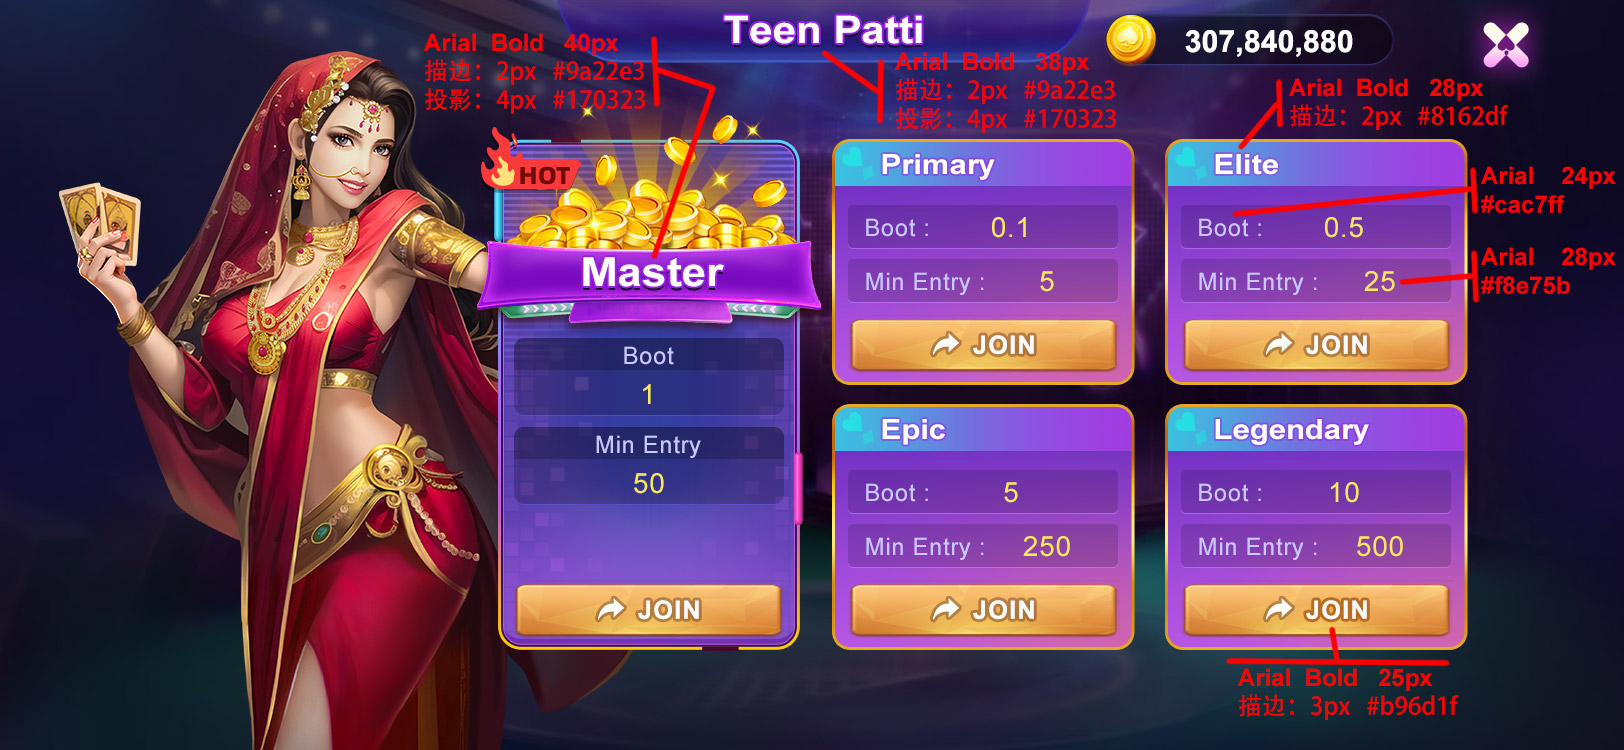 Teen Patti
307,840,880
Arial Bold 40px
描边：2px #9a22e3
投影：4px #170323
Arial Bold 38px
描边：2px #9a22e3
投影：4px #170323
Arial Bold 28px
描边：2px #8162df
HOT
Master
Boot
1
Min Entry
50
JOIN
Primary
Boot : 0.1
Min Entry : 5
JOIN
Elite
Boot : 0.5
Min Entry : 25
JOIN
Arial 24px
#cac7ff
Arial 28px
#f8e75b
Epic
Boot : 5
Min Entry : 250
JOIN
Legendary
Boot : 10
Min Entry : 500
JOIN
Arial Bold 25px
描边：3px #b96d1f